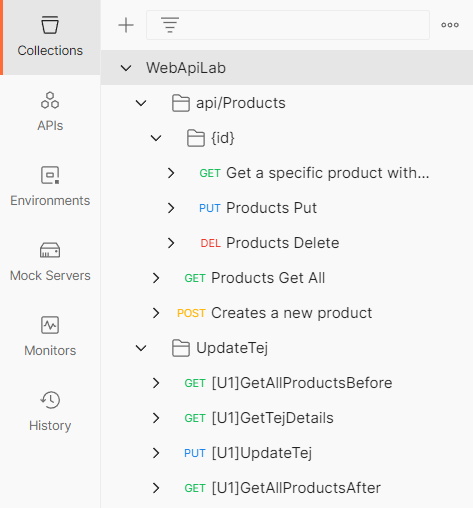 Collections
APIs
Environments
Mock Servers
Monitors
History
WebApiLab
api/Products
{id}
GET Get a specific product with...
PUT Products Put
DEL Products Delete
GET Products Get All
POST Creates a new product
UpdateTej
GET [U1]GetAllProductsBefore
GET [U1]GetTejDetails
PUT [U1]UpdateTej
GET [U1]GetAllProductsAfter